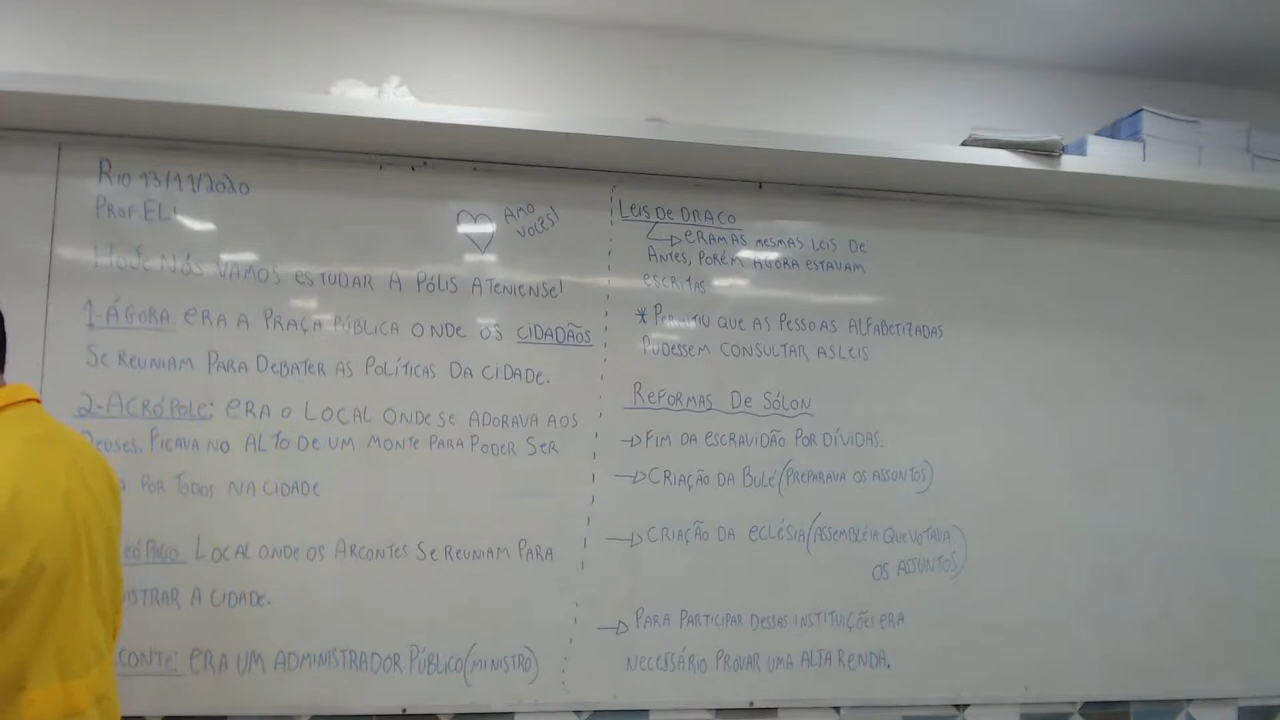 Rio 13/11/2020
Prof. ELI
AMO
VOCÊS!
HOJE NÓS VAMOS ESTUDAR A PÓLIS ATENIENSE!
1-ÁGORA ERA A PRAÇA PÚBLICA ONDE OS CIDADÃOS
SE REUNIAM PARA DEBATER AS POLÍTICAS DA CIDADE.
2-ACRÓPOLE: ERA O LOCAL ONDE SE ADORAVA AOS
DEUSES. FICAVA NO ALTO DE UM MONTE PARA PODER SER
POR TODOS NA CIDADE
LOCAL ONDE OS ARCONTES SE REUNIAM PARA
ISTRAR A CIDADE.
CONTE: ERA UM ADMINISTRADOR PÚBLICO (MINISTRO)
LEIS DE DRACO
ERAM AS MESMAS LEIS DE
ANTES, PORÉM AGORA ESTAVAM
ESCRITAS.
* PERMITIU QUE AS PESSOAS ALFABETIZADAS
PUDESSEM CONSULTAR AS LEIS
REFORMAS DE SÓLON
→ FIM DA ESCRAVIDÃO POR DÍVIDAS.
→ CRIAÇÃO DA BULÉ (PREPARAVA OS ASSUNTOS)
→ CRIAÇÃO DA ECLÉSIA (ASSEMBLÉIA QUE VOTAVA
OS ASSUNTOS)
→ PARA PARTICIPAR DESSAS INSTITUIÇÕES ERA
NECESSÁRIO PROVAR UMA ALTA RENDA.